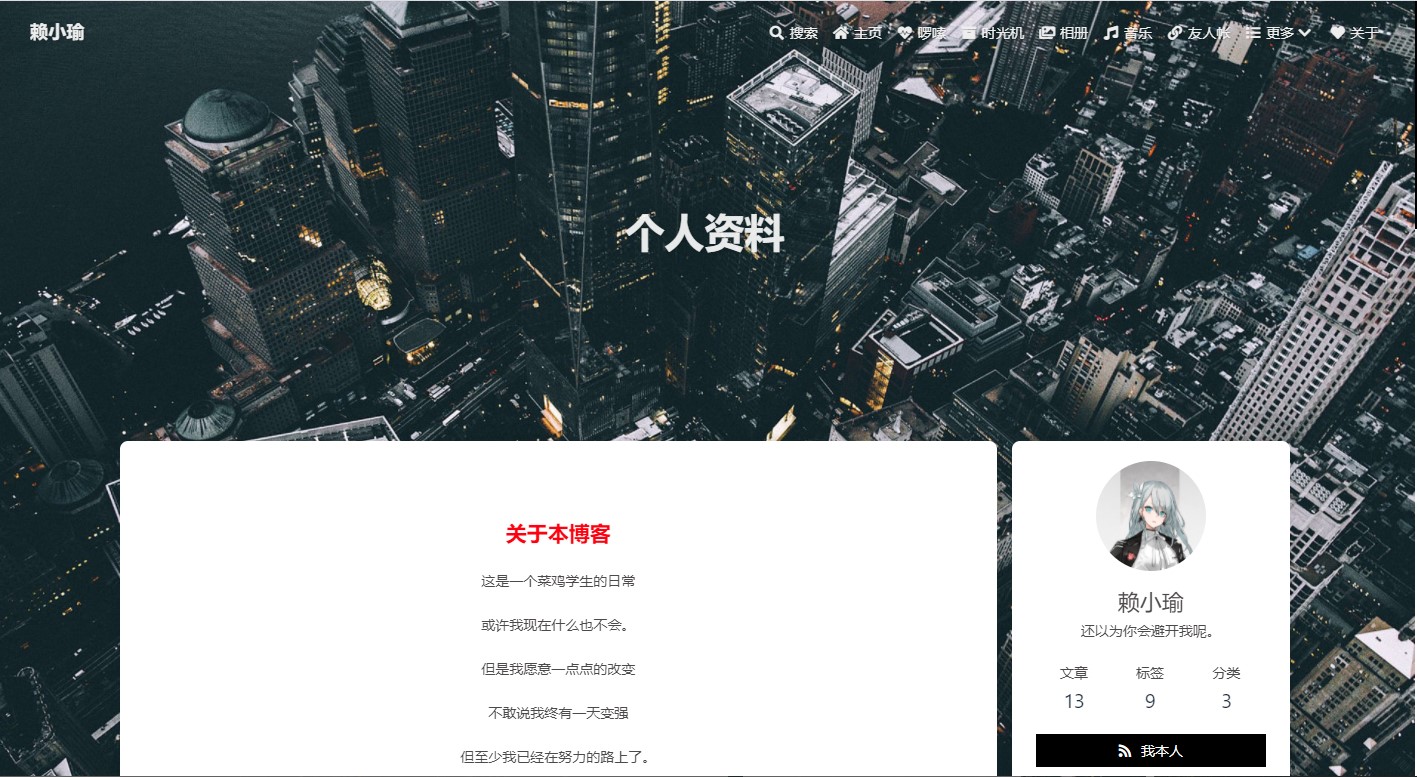 赖小瑜
搜索 主页 啰嗦 时光机 相册 音乐 友人帐 更多 关于
个人资料
关于本博客
这是一个菜鸡学生的日常
或许我现在什么也不会。
但是我愿意一点点的改变
不敢说我终有一天变强
但至少我已经在努力的路上了。
赖小瑜
还以为你会避开我呢。
文章 标签 分类
13 9 3
我本人